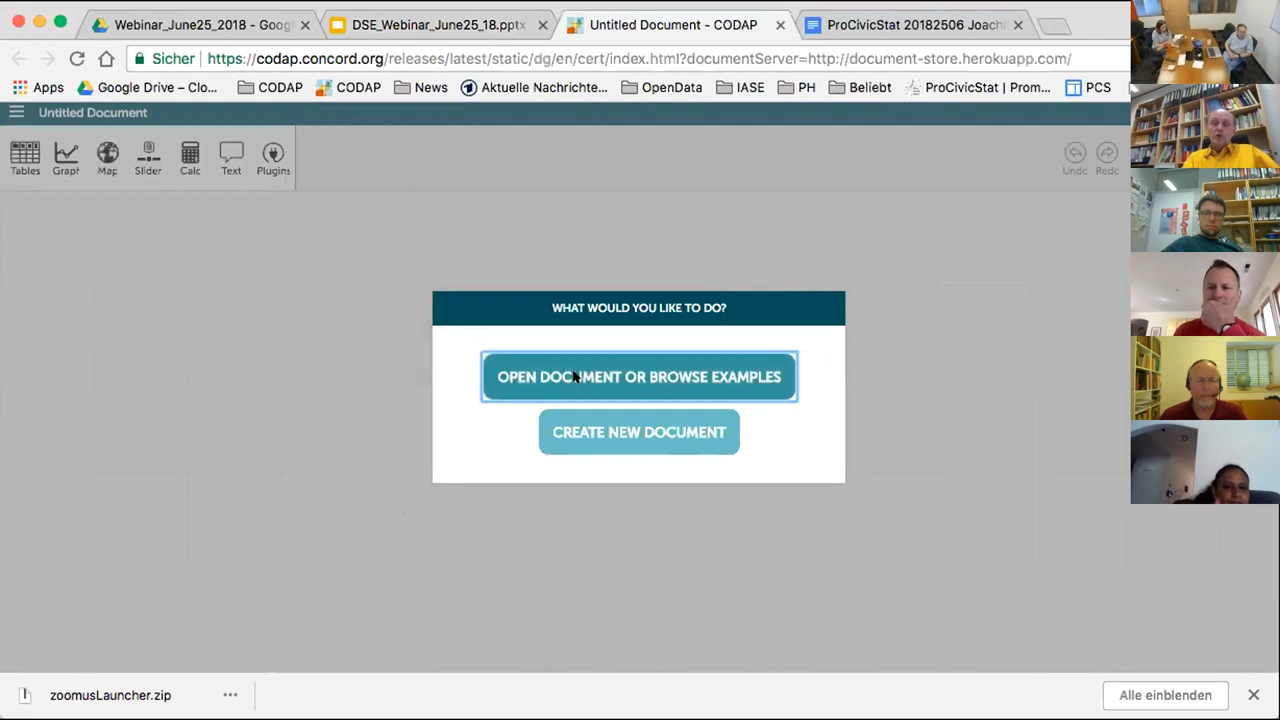 Webinar_June25_2018 - Googl
DSE_Webinar_June25_18.pptx
Untitled Document - CODAP
ProCivicStat 20182506 Joach
Sicher
https://codap.concord.org/releases/latest/static/dg/en/cert/index.html?documentServer=http://document-store.herokuapp.com/
Apps
Google Drive – Clo...
CODAP
CODAP
News
Aktuelle Nachrichte...
OpenData
IASE
PH
Beliebt
ProCivicStat | Prom...
PCS
Untitled Document
Tables
Graph
Map
Slider
Calc
Text
Plugins
Undo
Redo
WHAT WOULD YOU LIKE TO DO?
OPEN DOCUMENT OR BROWSE EXAMPLES
CREATE NEW DOCUMENT
zoomusLauncher.zip
Alle einblenden